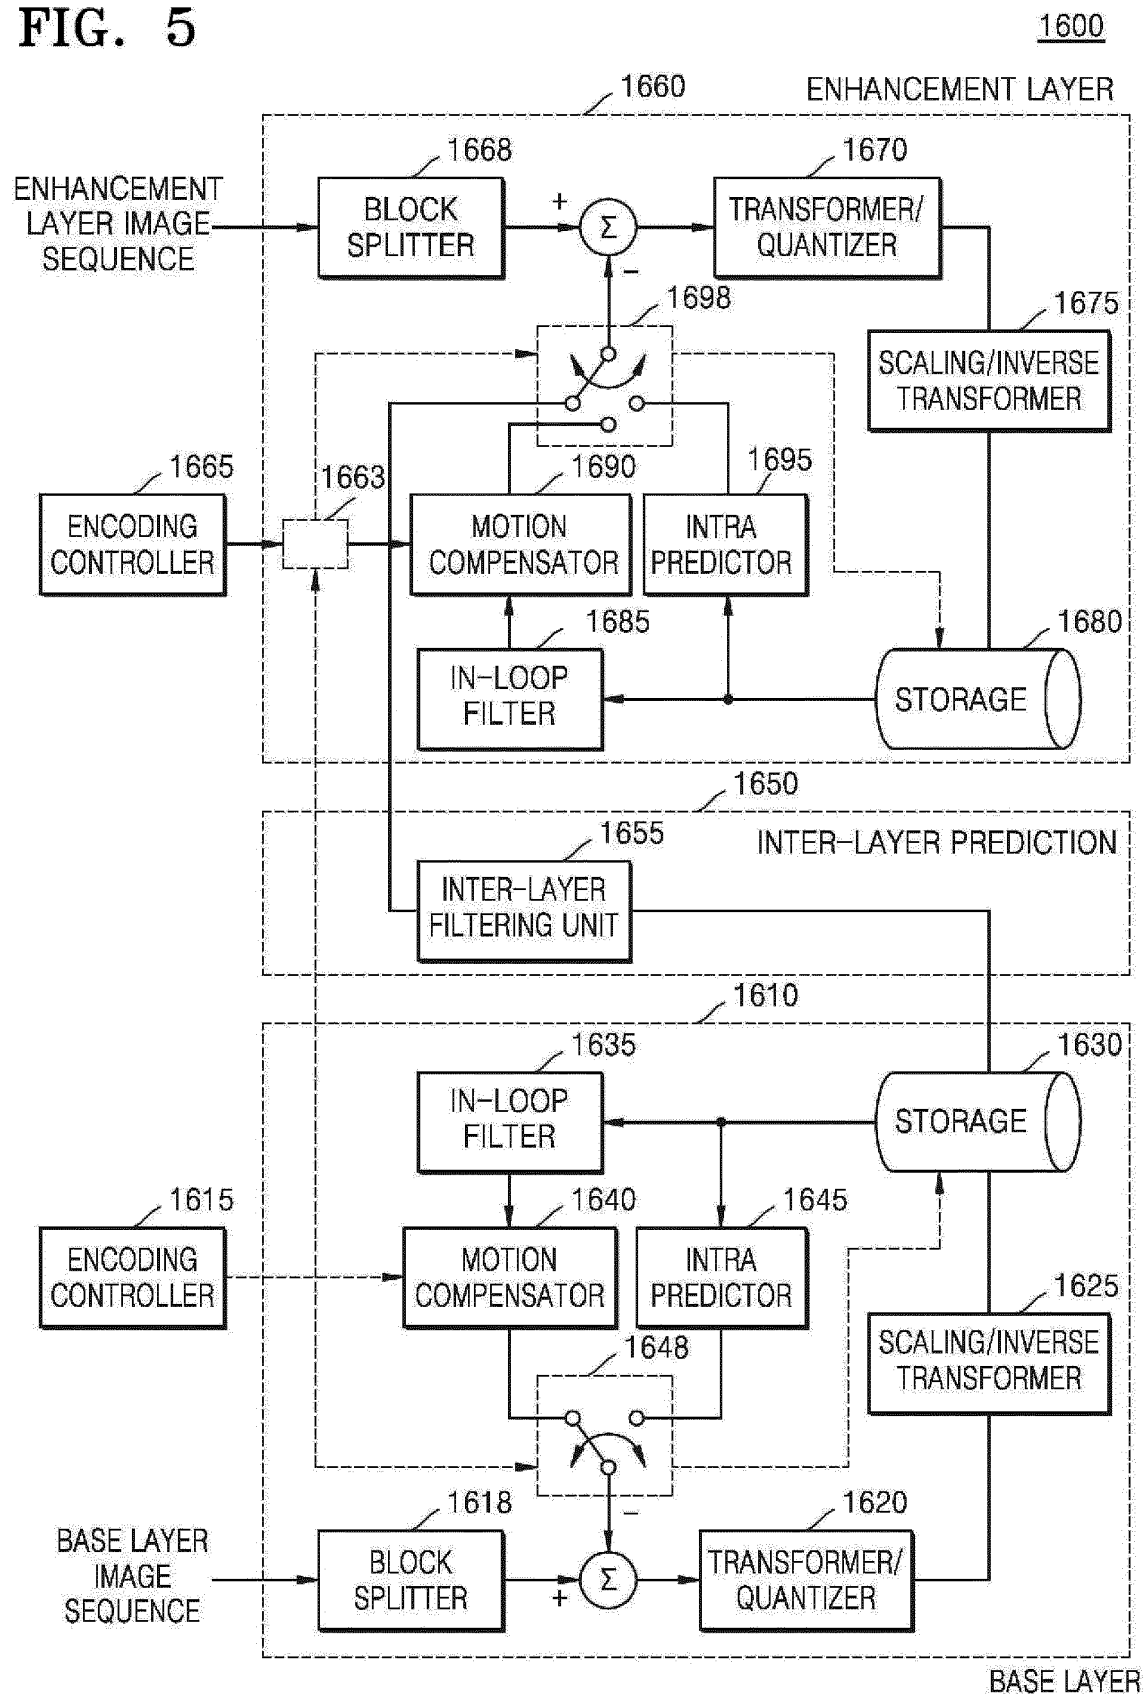 FIG. 5
1600
1660
ENHANCEMENT LAYER
1668
1670
ENHANCEMENT
LAYER IMAGE
SEQUENCE
BLOCK
SPLITTER
+
Σ
TRANSFORMER/
QUANTIZER
−
1698
1675
SCALING/INVERSE
TRANSFORMER
1665
1663
1690
1695
ENCODING
CONTROLLER
MOTION
COMPENSATOR
INTRA
PREDICTOR
1685
1680
IN-LOOP
FILTER
STORAGE
1650
1655
INTER-LAYER PREDICTION
INTER-LAYER
FILTERING UNIT
1610
1635
1630
IN-LOOP
FILTER
STORAGE
1615
1640
1645
ENCODING
CONTROLLER
MOTION
COMPENSATOR
INTRA
PREDICTOR
1625
SCALING/INVERSE
TRANSFORMER
1648
1618
1620
−
BASE LAYER
IMAGE
SEQUENCE
BLOCK
SPLITTER
+
Σ
TRANSFORMER/
QUANTIZER
BASE LAYER